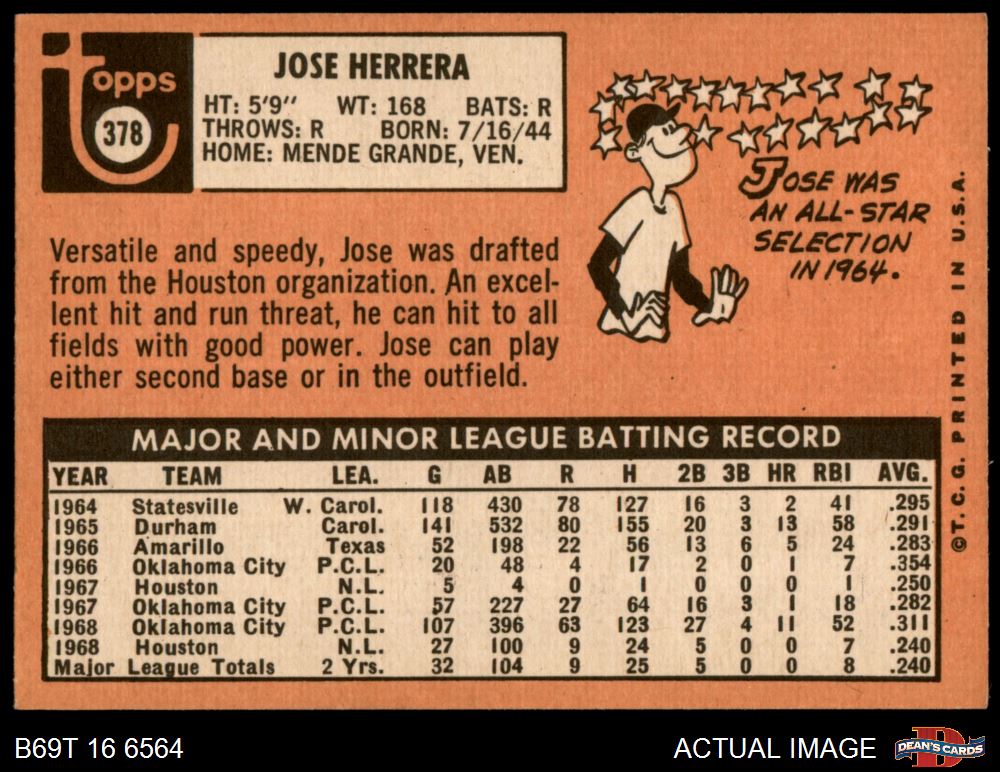 Topps
378
JOSE HERRERA
HT: 5'9" WT: 168 BATS: R
THROWS: R BORN: 7/16/44
HOME: MENDE GRANDE, VEN.
Versatile and speedy, Jose was drafted
from the Houston organization. An excel-
lent hit and run threat, he can hit to all
fields with good power. Jose can play
either second base or in the outfield.
JOSE WAS
AN ALL-STAR
SELECTION
IN 1964.
© T. C. G. PRINTED IN U.S.A.
MAJOR AND MINOR LEAGUE BATTING RECORD
YEAR TEAM LEA. G AB R H 2B 3B HR RBI AVG.
1964 Statesville W. Carol. 118 430 78 127 16 3 2 41 .295
1965 Durham Carol. 141 532 80 155 20 3 13 58 .291
1966 Amarillo Texas 52 198 22 56 13 6 5 24 .283
1966 Oklahoma City P.C.L. 20 48 4 17 2 0 1 7 .354
1967 Houston N.L. 5 4 0 1 0 0 0 1 .250
1967 Oklahoma City P.C.L. 57 227 27 64 16 3 1 18 .282
1968 Oklahoma City P.C.L. 107 396 63 123 27 4 11 52 .311
1968 Houston N.L. 27 100 9 24 5 0 0 7 .240
Major League Totals 2 Yrs. 32 104 9 25 5 0 0 8 .240
B69T 16 6564
ACTUAL IMAGE
DEAN'S CARDS